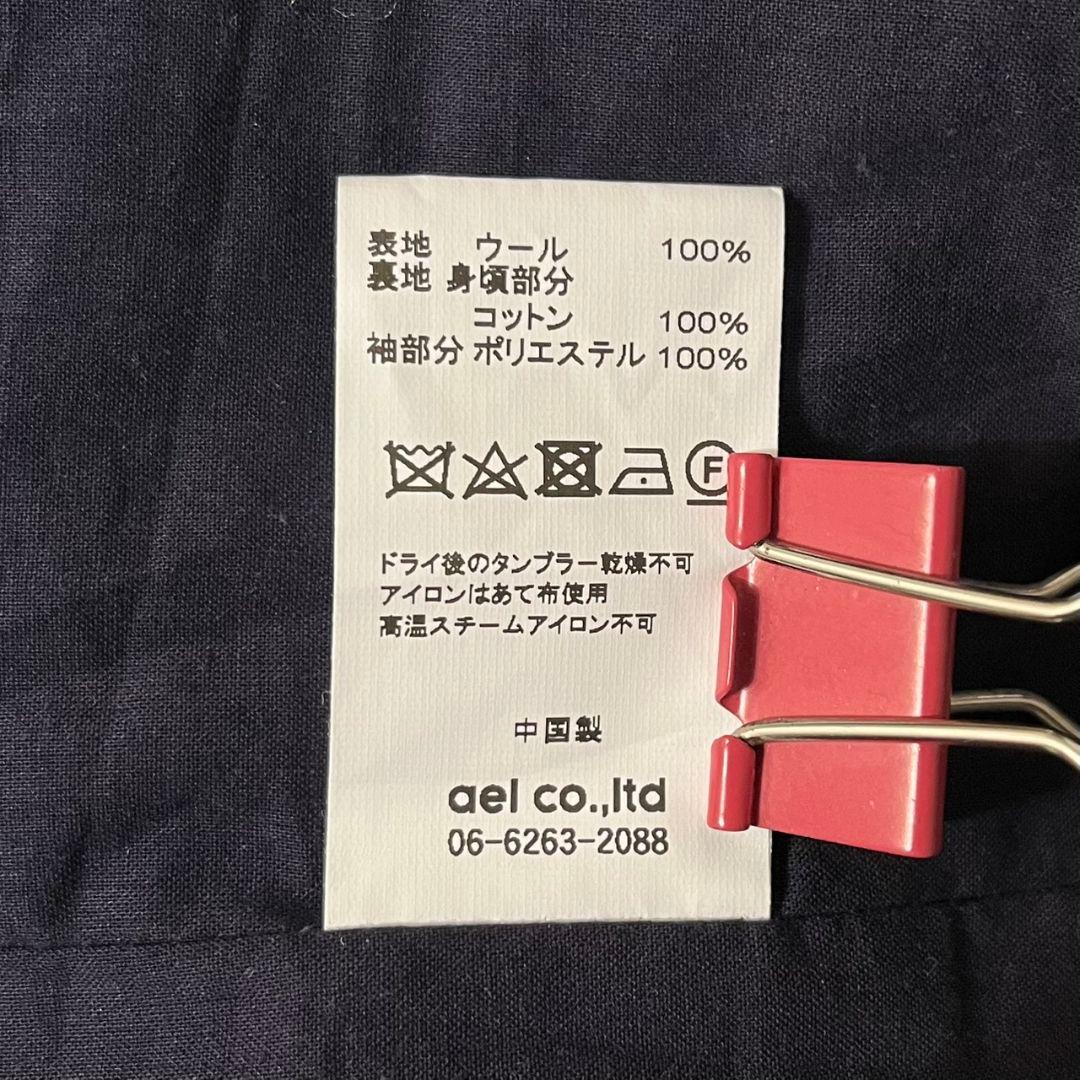 表地 ウール 100%
裏地 身頃部分
コットン 100%
袖部分 ポリエステル 100%
F
ドライ後のタンブラー乾燥不可
アイロンはあて布使用
高温スチームアイロン不可
中国製
ael co.,ltd
06-6263-2088